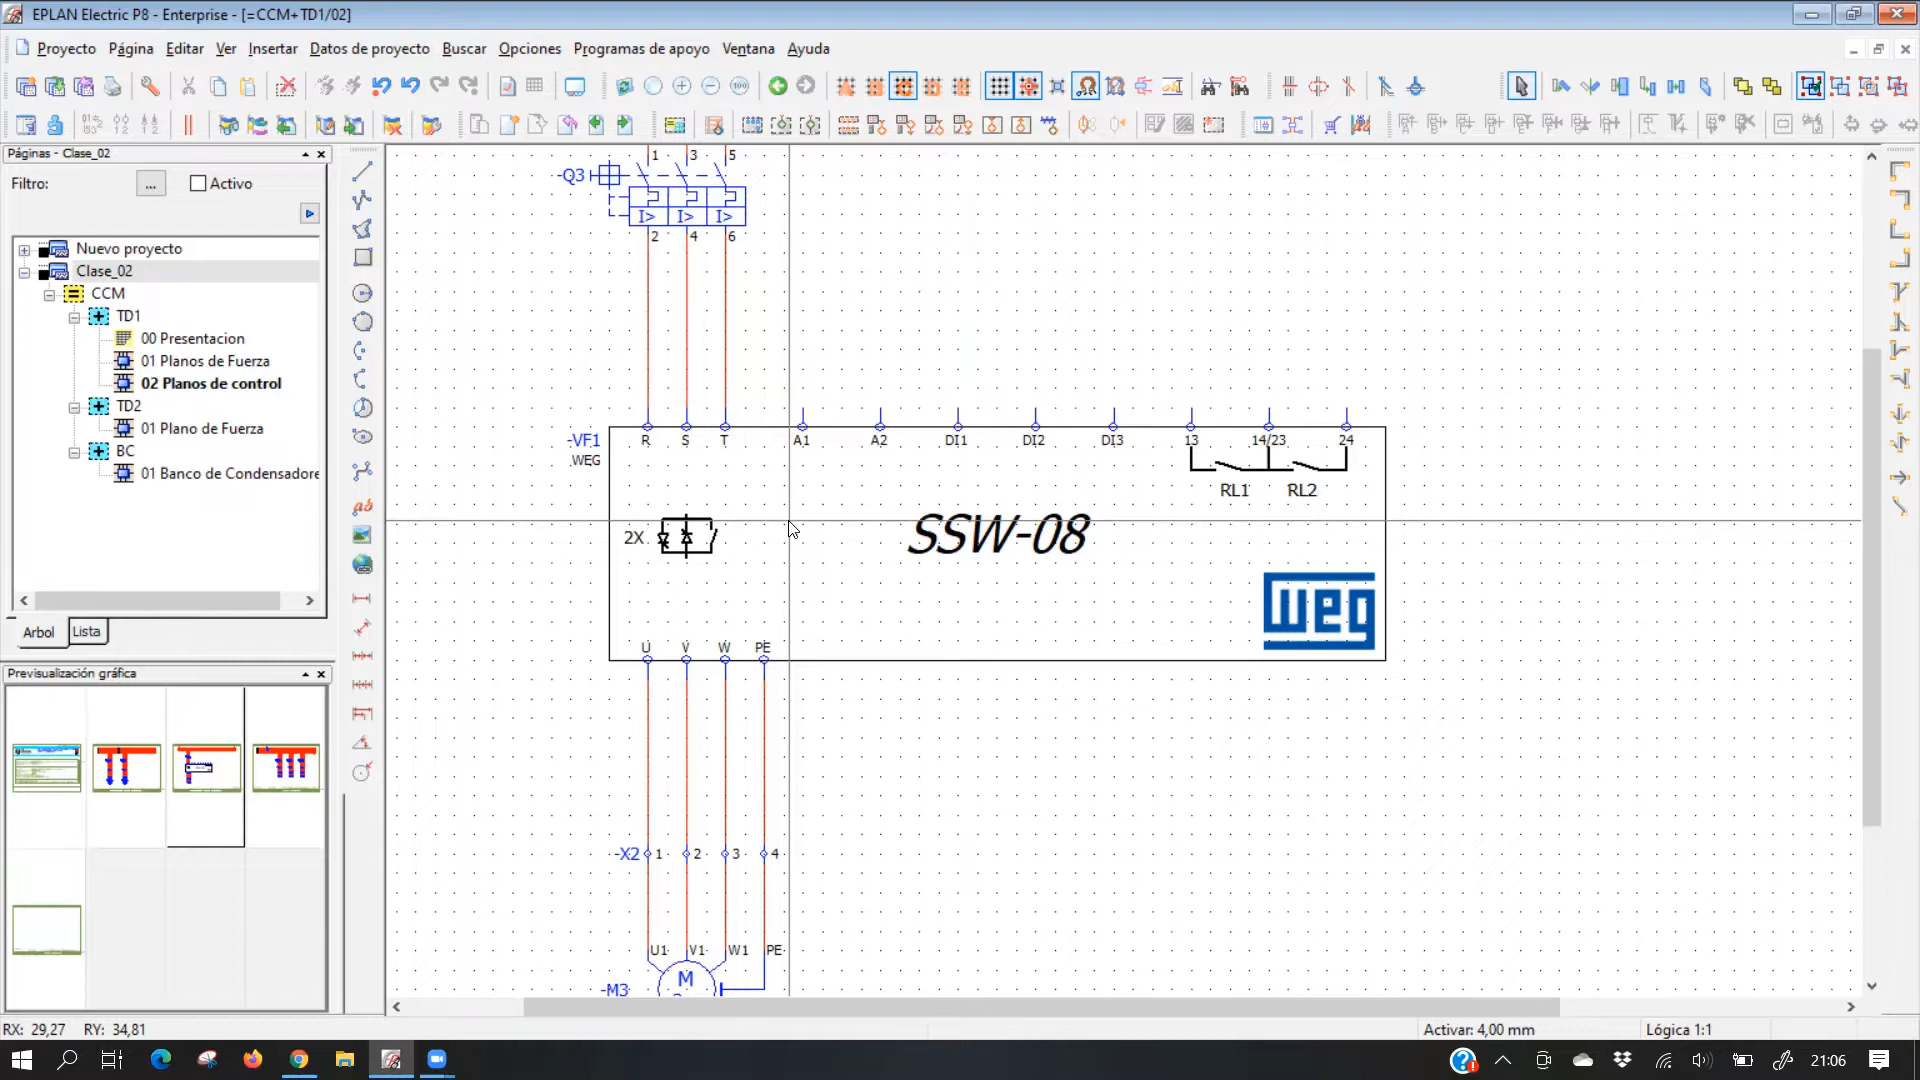 EPLAN Electric P8 - Enterprise - [=CCM+TD1/02]
Proyecto Página Editar Ver Insertar Datos de proyecto Buscar Opciones Programas de apoyo Ventana Ayuda
Páginas - Clase_02
Filtro: ... Activo
Nuevo proyecto
Clase_02
CCM
TD1
00 Presentacion
01 Planos de Fuerza
02 Planos de control
TD2
01 Plano de Fuerza
BC
01 Banco de Condensadore
Arbol Lista
Previsualización gráfica
1 3 5
-Q3
I> I> I>
2 4 6
-VF1 R S T A1 A2 DI1 DI2 DI3 13 14/23 24
WEG
RL1 RL2
2X SSW-08
weg
U V W PE
-X2 1 2 3 4
U1 V1 W1 PE
M
-M3
RX: 29,27 RY: 34,81 Activar: 4,00 mm Lógica 1:1
21:06